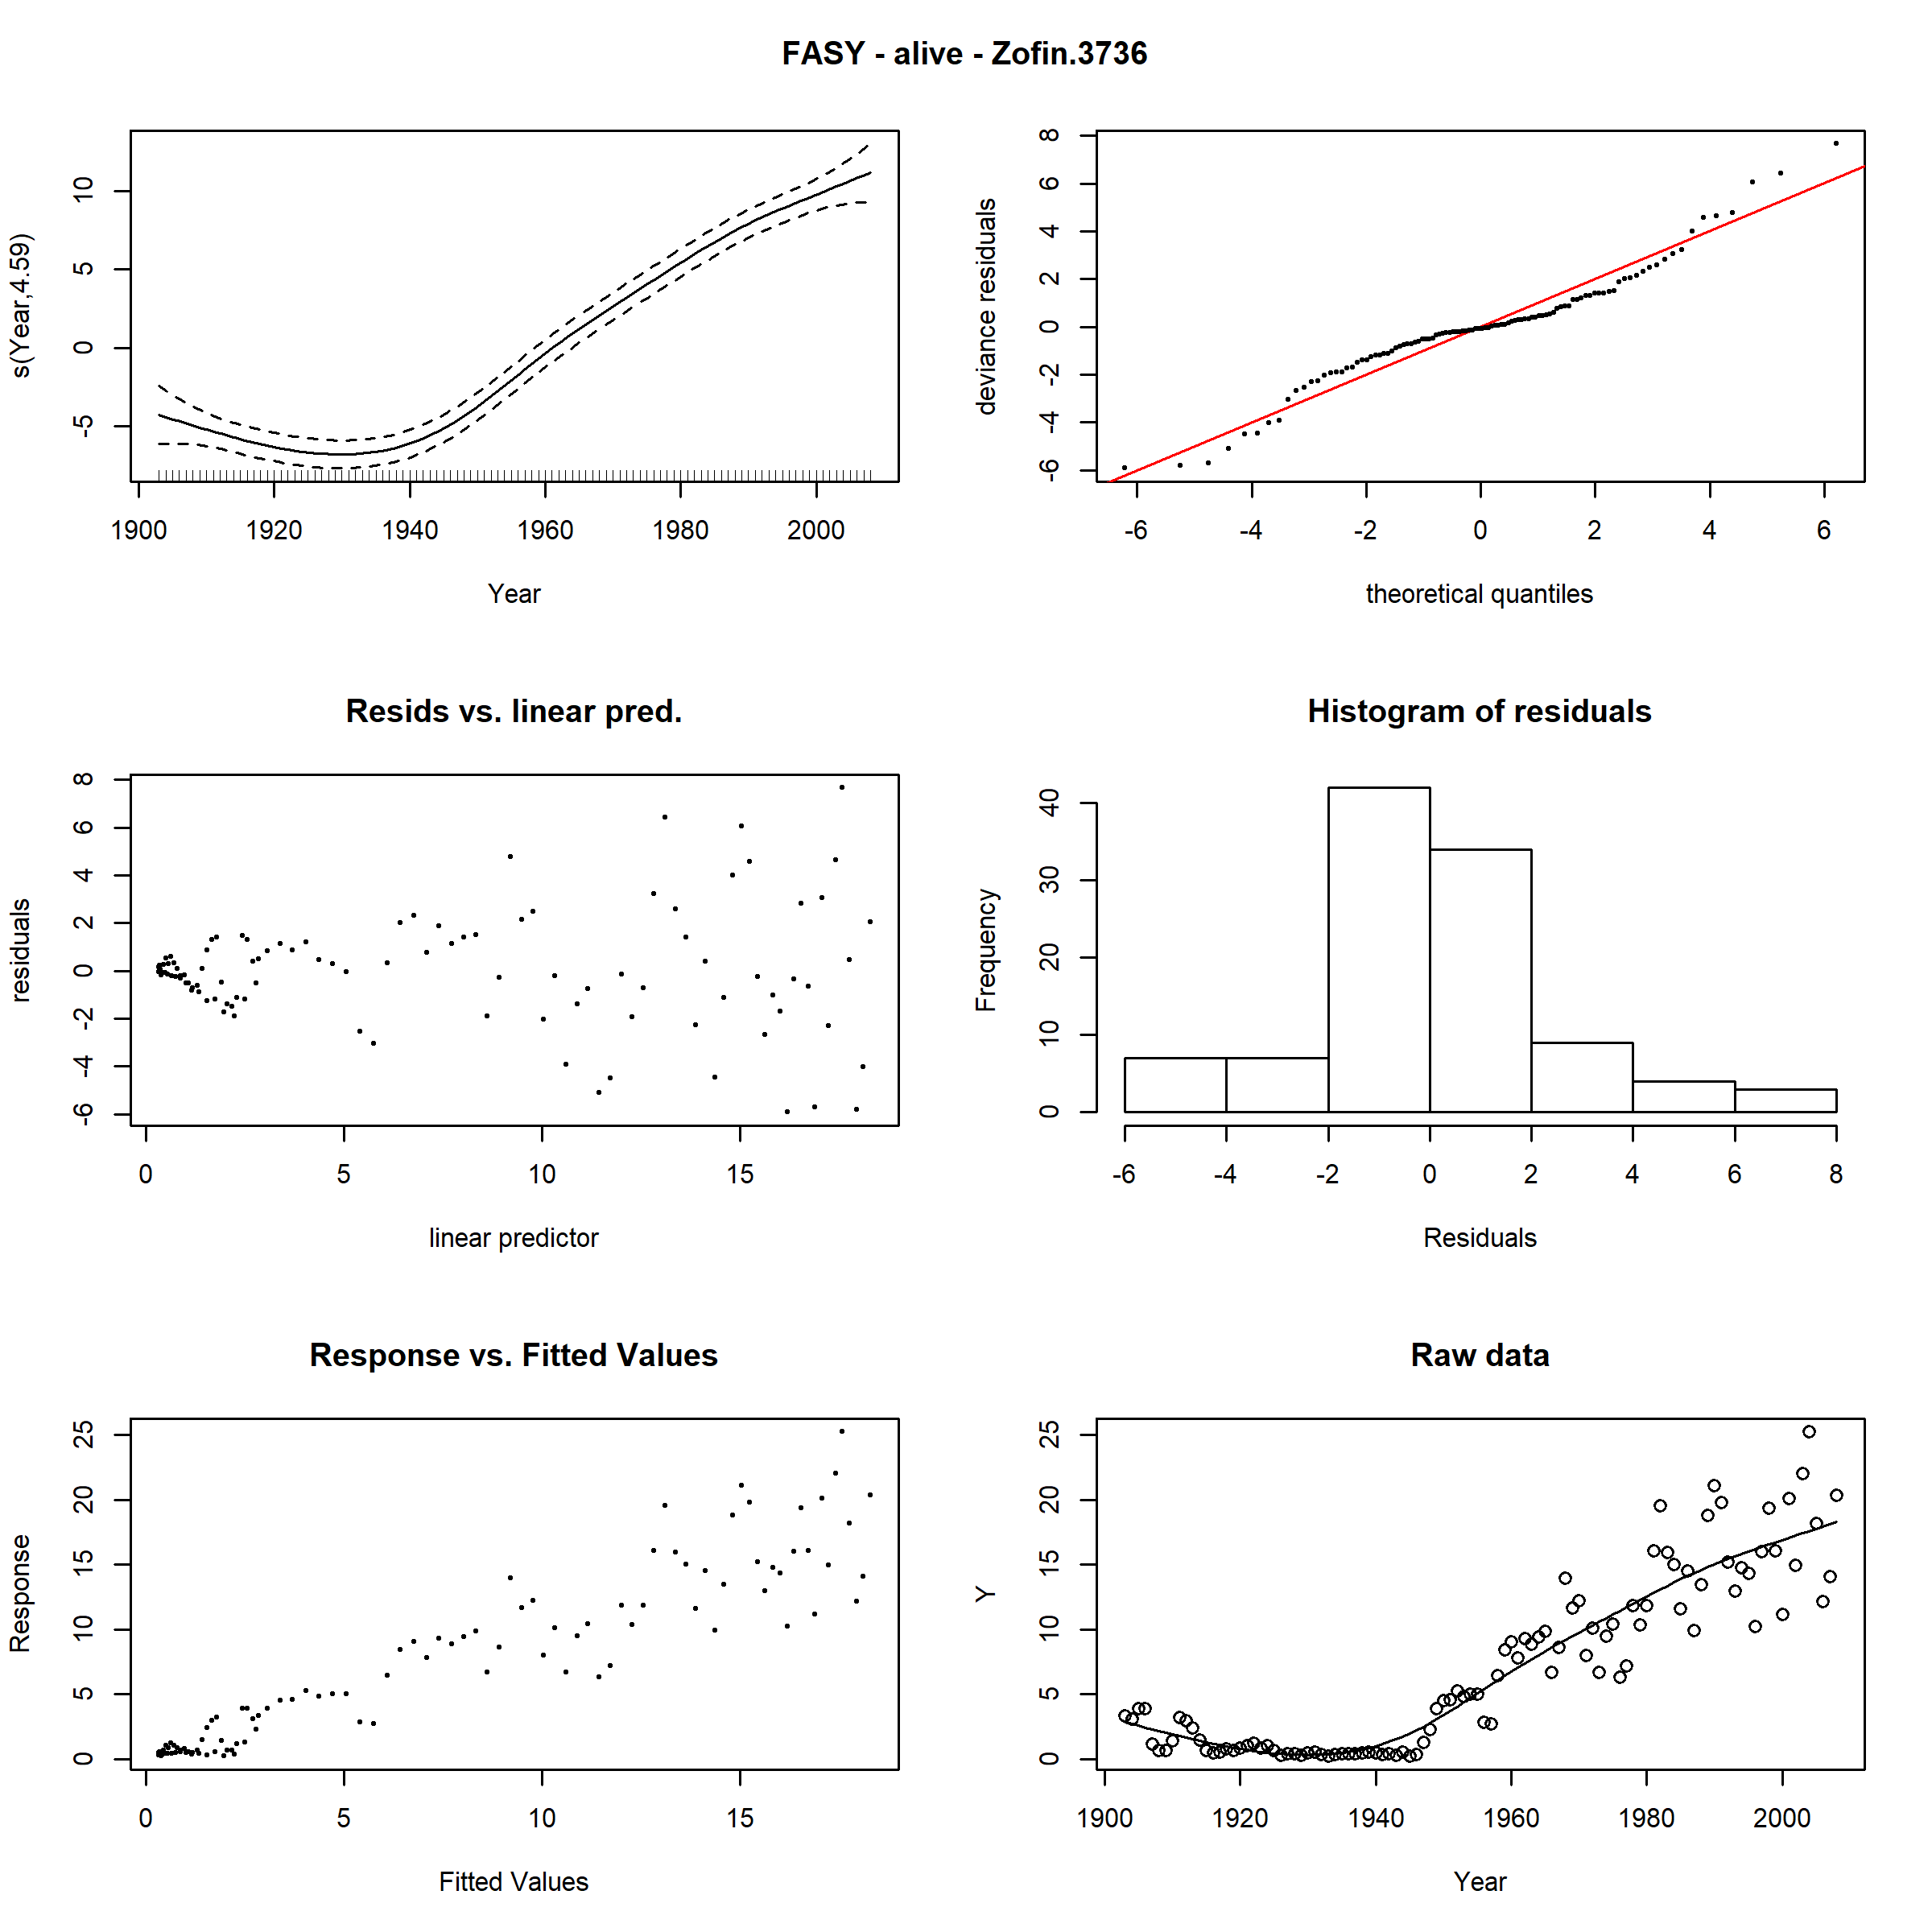 FASY - alive - Zofin.3736
s(Year,4.59)
10
5
0
-5
1900 1920 1940 1960 1980 2000
Year
deviance residuals
8
6
4
2
0
-2
-4
-6
-6 -4 -2 0 2 4 6
theoretical quantiles
Resids vs. linear pred.
residuals
8
6
4
2
0
-2
-4
-6
0 5 10 15
linear predictor
Histogram of residuals
Frequency
40
30
20
10
0
-6 -4 -2 0 2 4 6 8
Residuals
Response vs. Fitted Values
Response
25
20
15
10
5
0
0 5 10 15
Fitted Values
Raw data
Y
25
20
15
10
5
0
1900 1920 1940 1960 1980 2000
Year